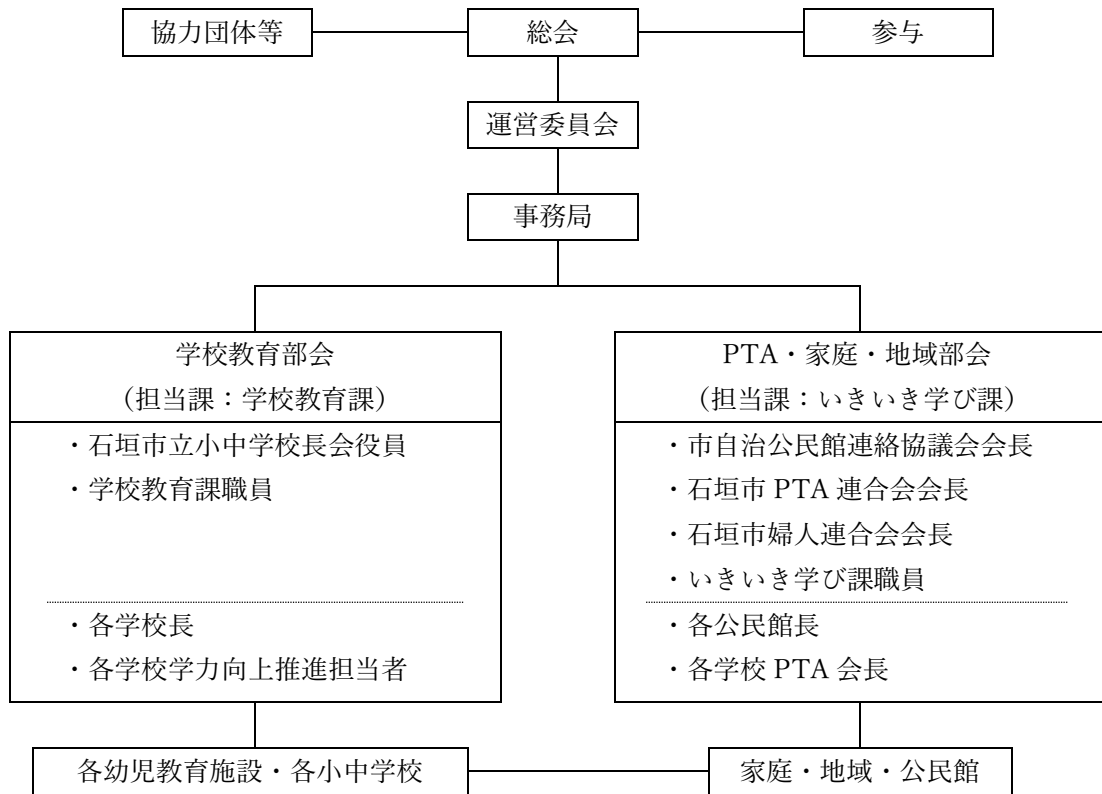 協力団体等
総会
参与
運営委員会
事務局
学校教育部会
(担当課：学校教育課)
・石垣市立小中学校長会役員
・学校教育課職員
・各学校長
・各学校学力向上推進担当者
PTA・家庭・地域部会
(担当課：いきいき学び課)
・市自治公民館連絡協議会会長
・石垣市 PTA 連合会会長
・石垣市婦人連合会会長
・いきいき学び課職員
・各公民館長
・各学校 PTA 会長
各幼児教育施設・各小中学校
家庭・地域・公民館